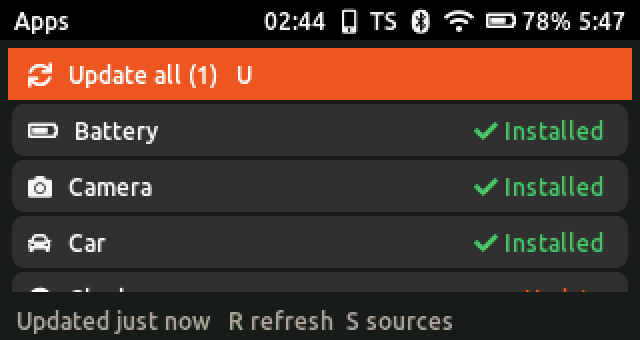 Apps 02:44 TS 78% 5:47
Update all (1) U
Battery Installed
Camera Installed
Car Installed
Updated just now R refresh S sources